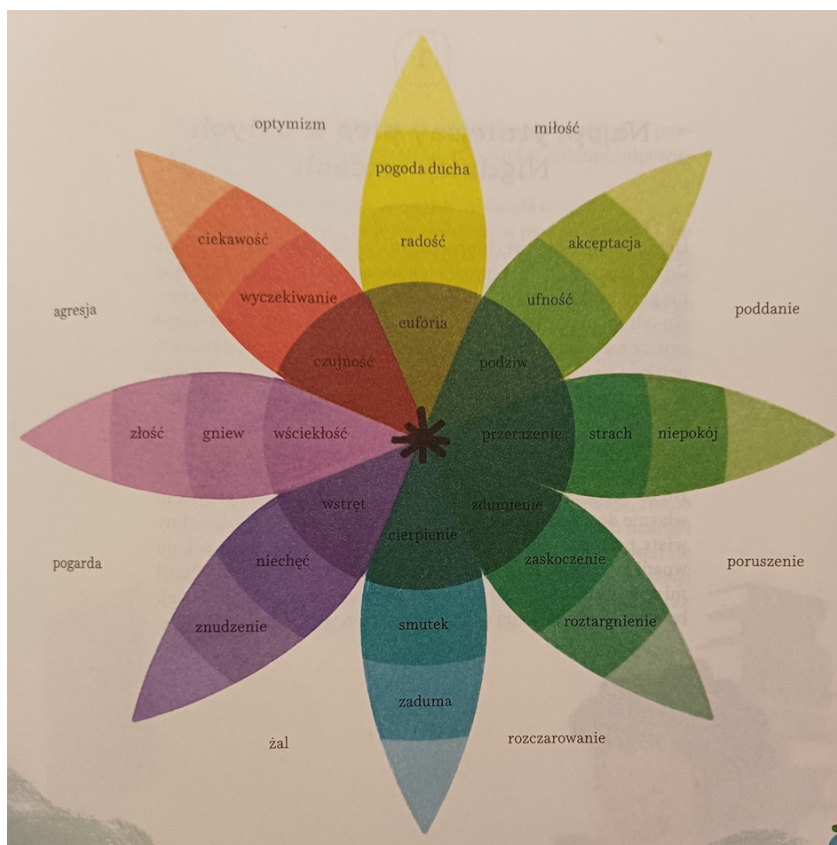 optymizm
miłość
pogoda ducha
ciekawość
radość
akceptacja
wyczekiwanie
ufność
agresja
poddanie
euforia
czujność
podziw
złość
gniew
wściekłość
przerażenie
strach
niepokój
wstręt
zdumienie
cierpienie
pogarda
niechęć
zaskoczenie
poruszenie
znudzenie
smutek
roztargnienie
zaduma
żal
rozczarowanie